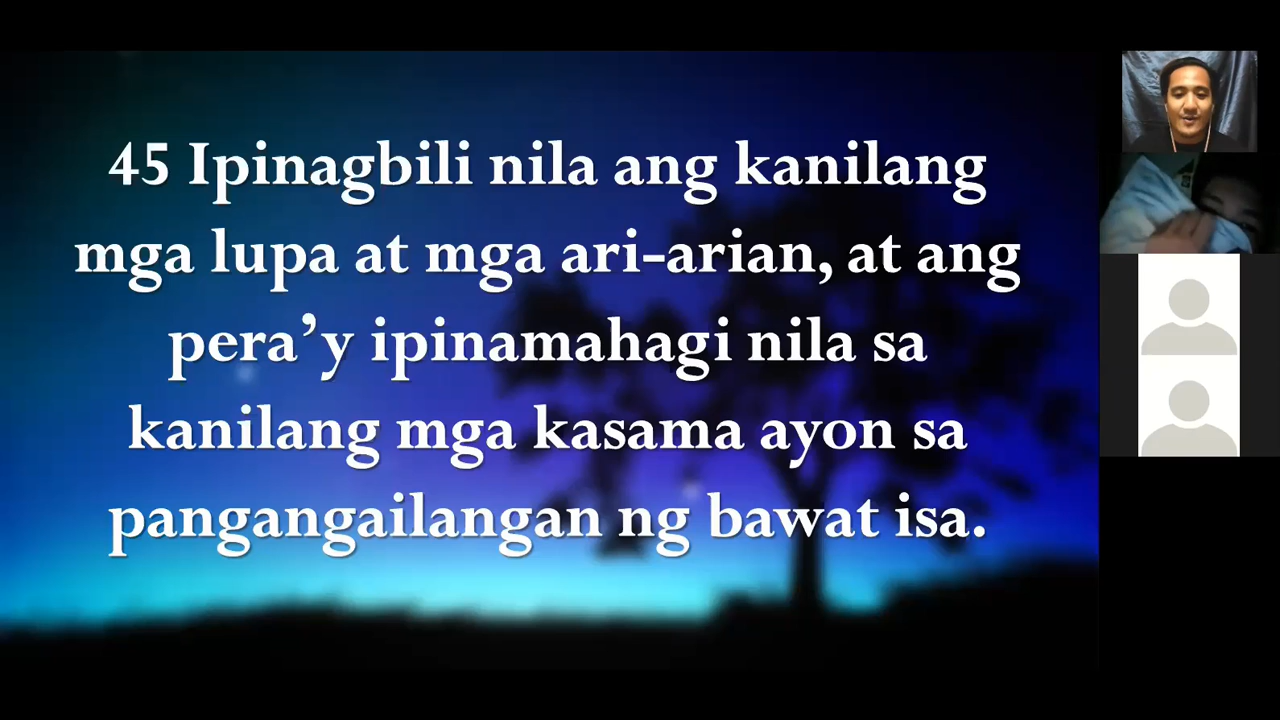 45 Ipinagbili nila ang kanilang
mga lupa at mga ari-arian, at ang
pera’y ipinamahagi nila sa
kanilang mga kasama ayon sa
pangangailangan ng bawat isa.